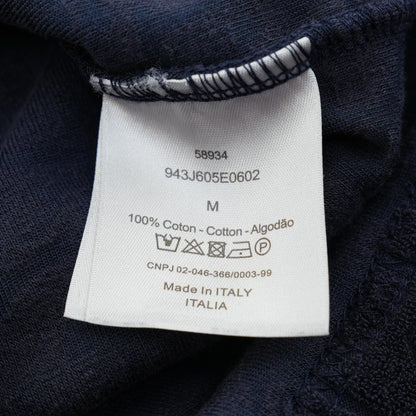 58934
943J605E0602
M
100% Coton - Cotton - Algodão
P
CNPJ 02-046-366/0003-99
Made in ITALY
ITALIA